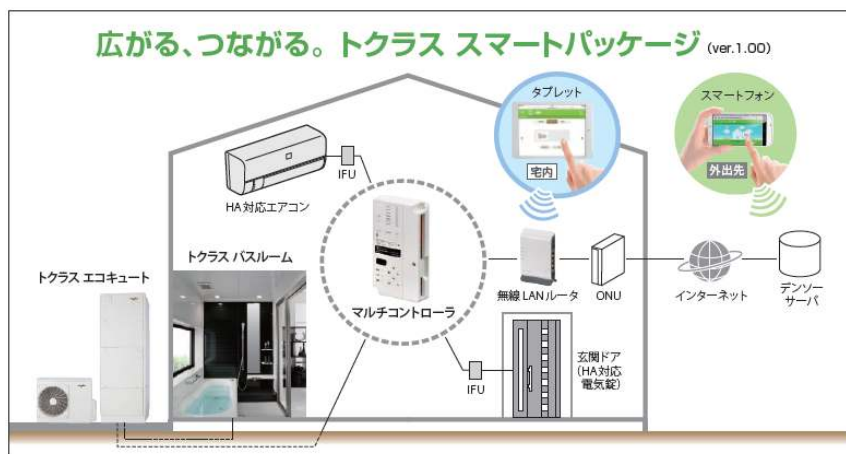 広がる、つながる。トクラス スマートパッケージ (ver.1.00)
タブレット
宅内
スマートフォン
外出先
IFU
HA対応エアコン
トクラス エコキュート
トクラス バスルーム
マルチコントローラ
無線LANルータ
ONU
インターネット
デンソー
サーバ
IFU
玄関ドア
(HA対応
電気錠)